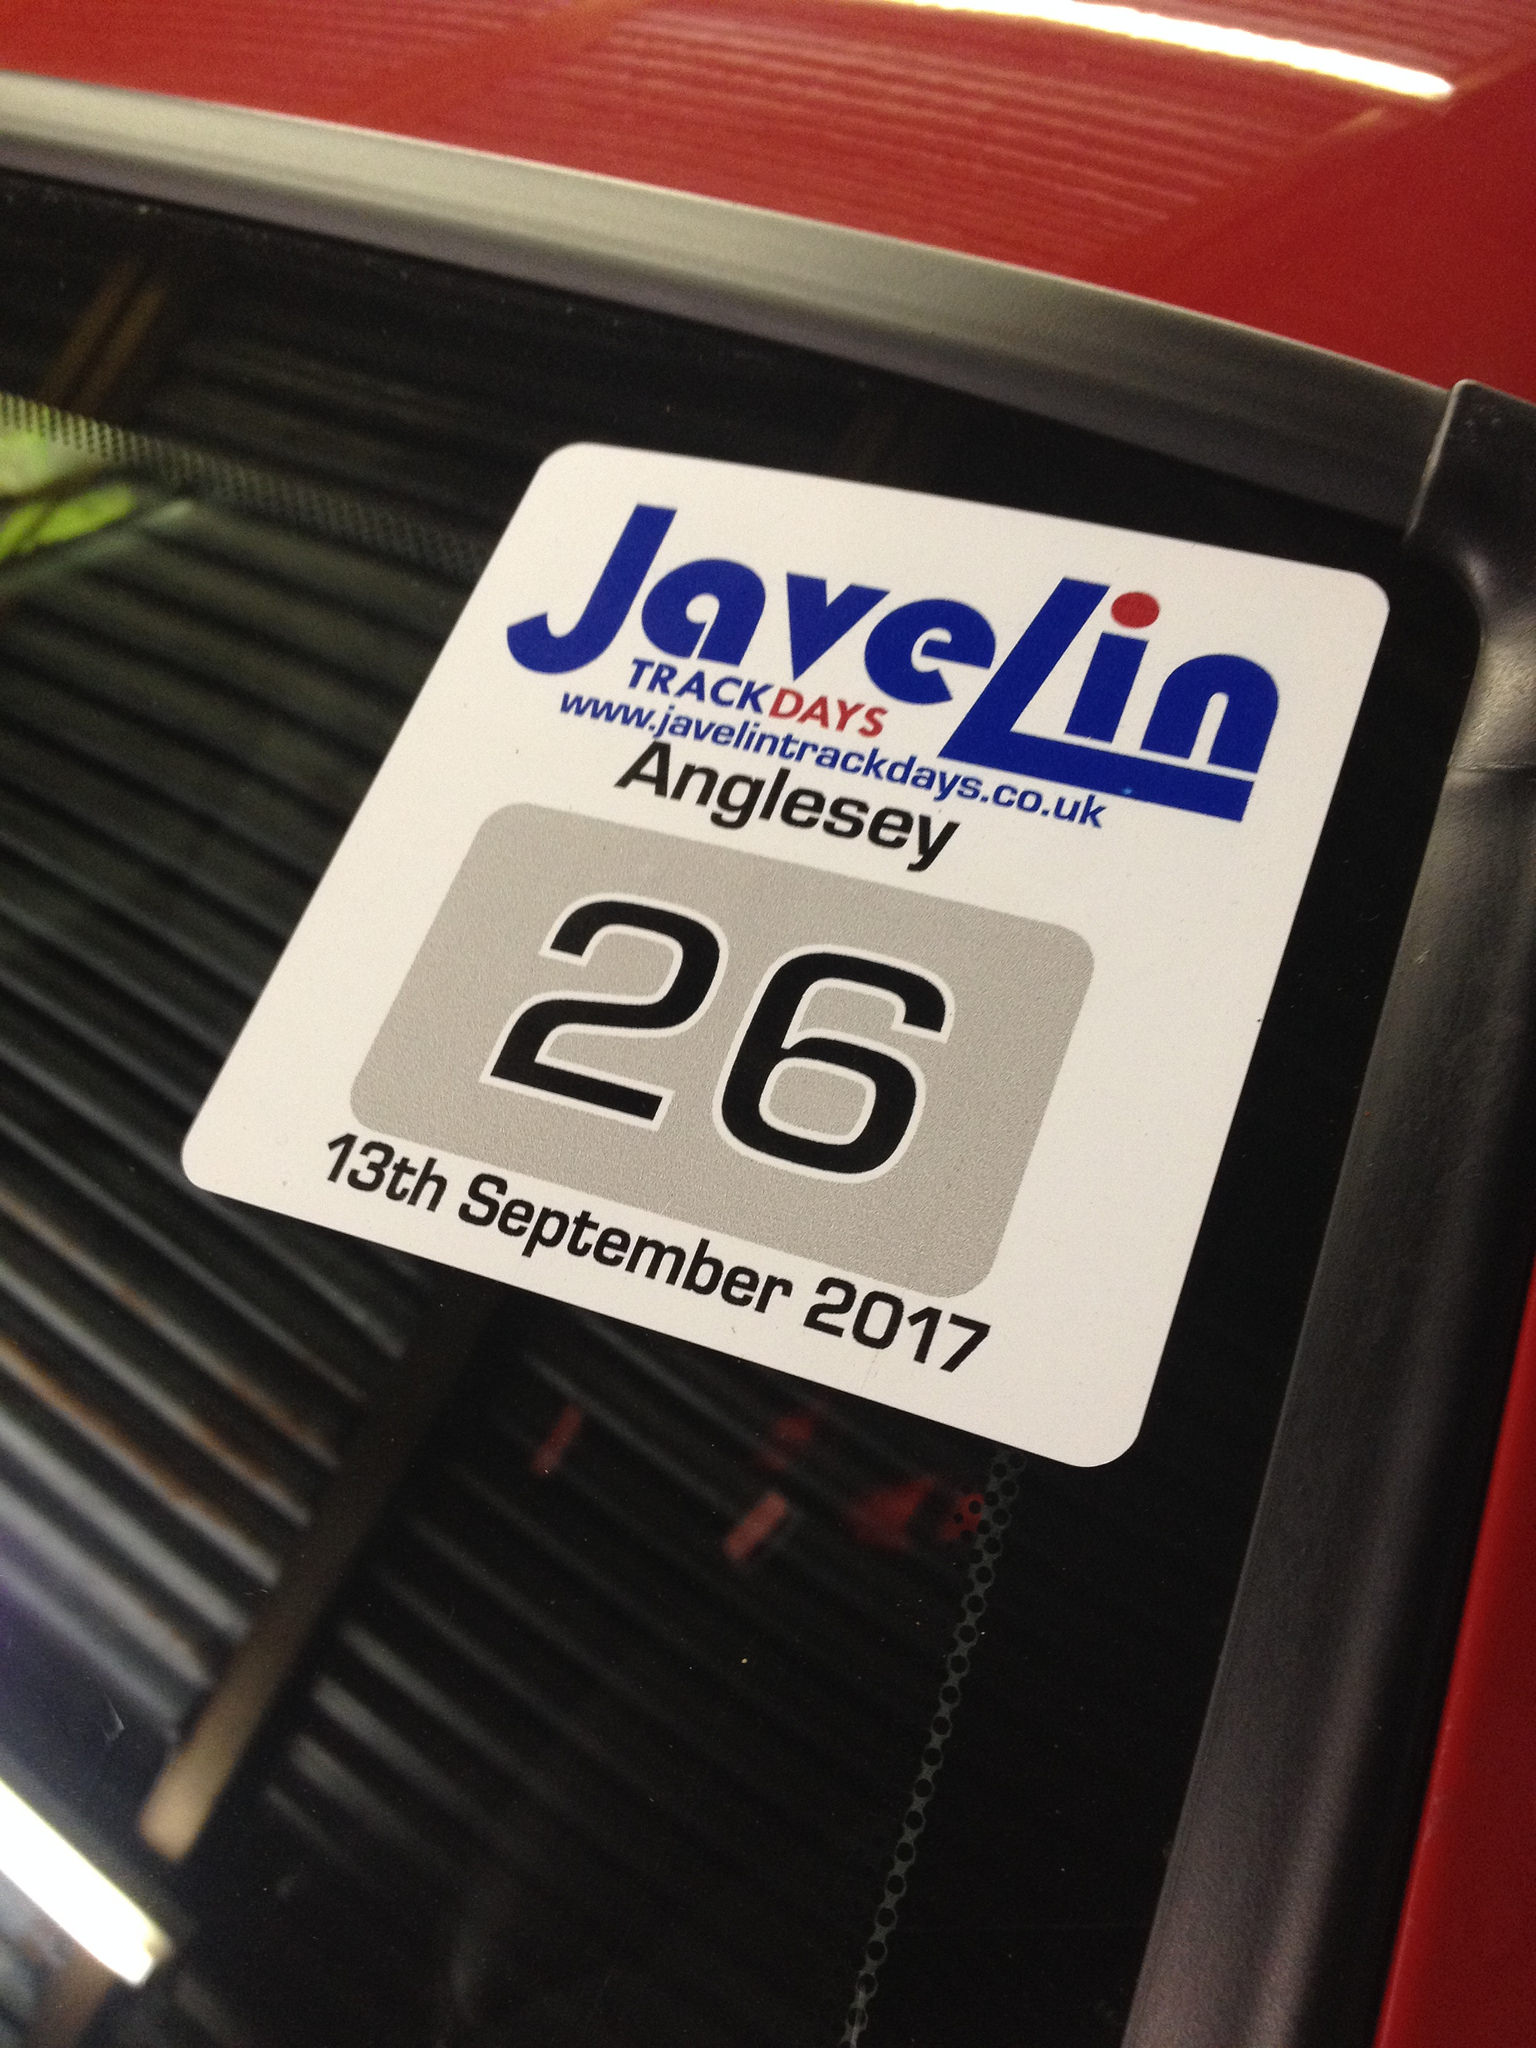 JaveLin
TRACKDAYS
www.javelintrackdays.co.uk
Anglesey
26
13th September 2017